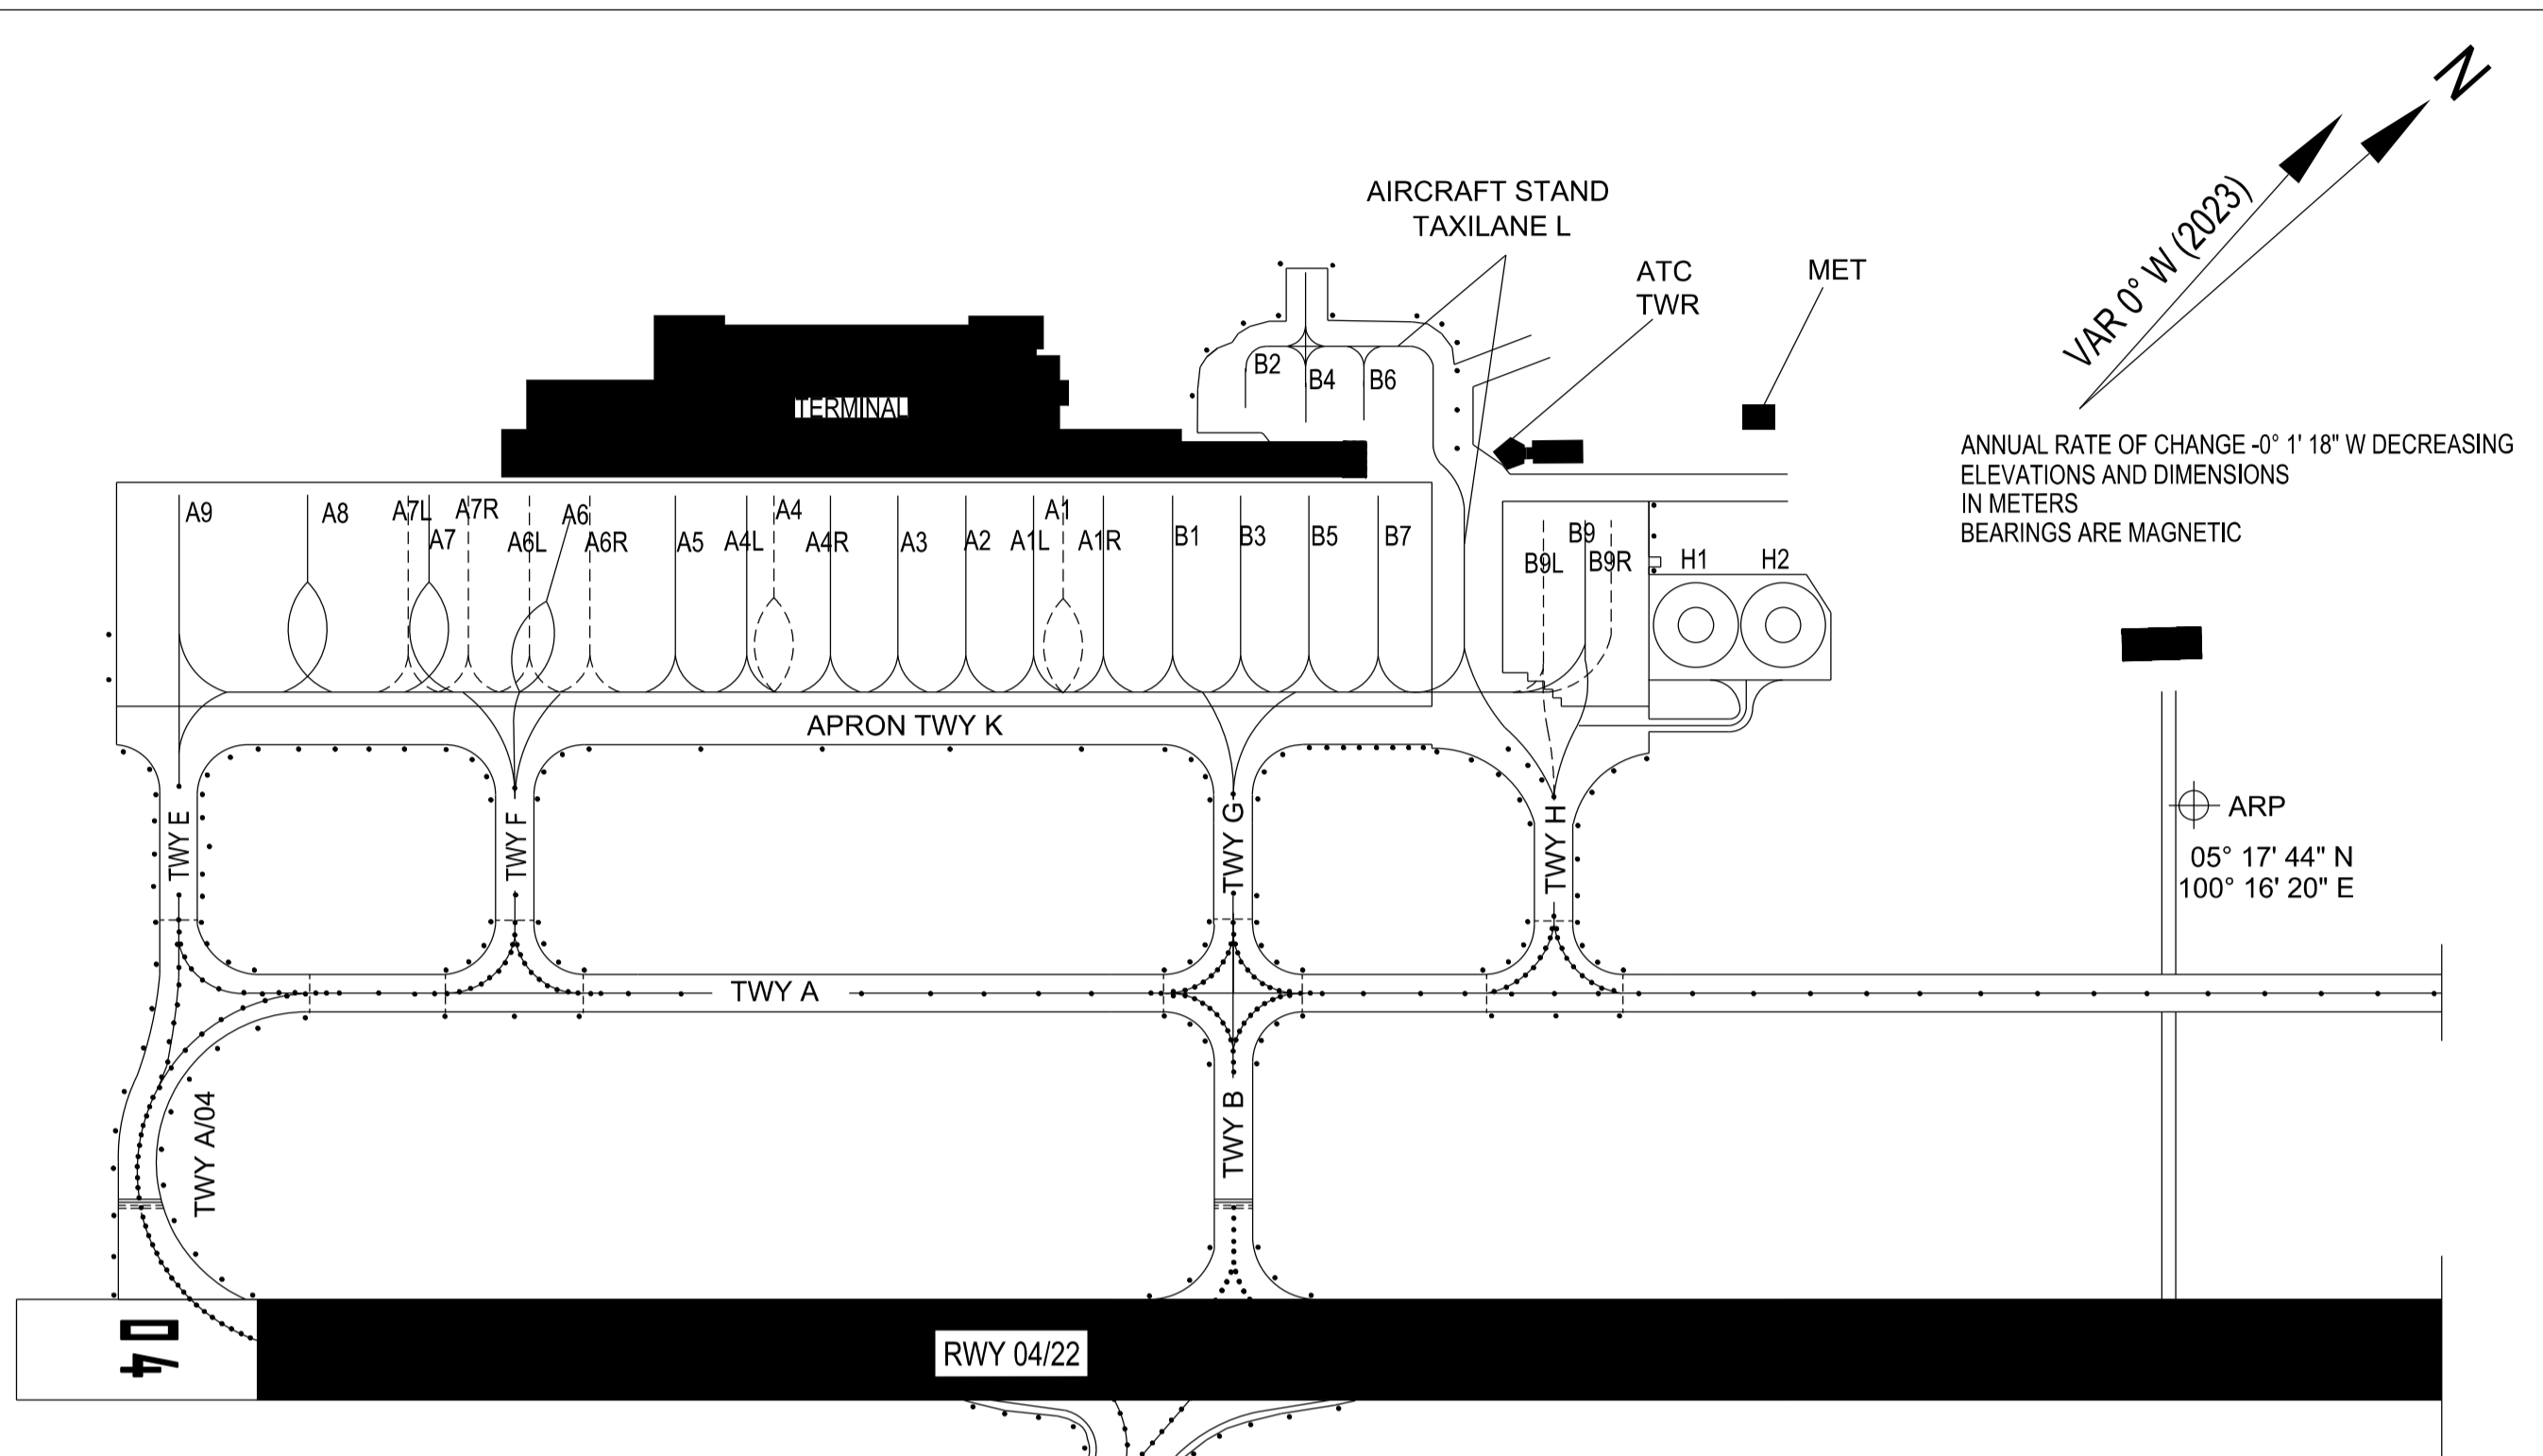 N
VAR 0° W (2023)
AIRCRAFT STAND
TAXILANE L
ATC
TWR
MET
B2
B4
B6
TERMINAL
ANNUAL RATE OF CHANGE -0° 1' 18" W DECREASING
ELEVATIONS AND DIMENSIONS
IN METERS
BEARINGS ARE MAGNETIC
A9
A8
A7L
A7
A7R
A6L
A6
A6R
A5
A4L
A4
A4R
A3
A2
A1L
A1
A1R
B1
B3
B5
B7
B9L
B9
B9R
H1
H2
APRON TWY K
TWY E
TWY F
TWY G
TWY H
ARP
05° 17' 44" N
100° 16' 20" E
TWY A
TWY A/04
TWY B
04
RWY 04/22